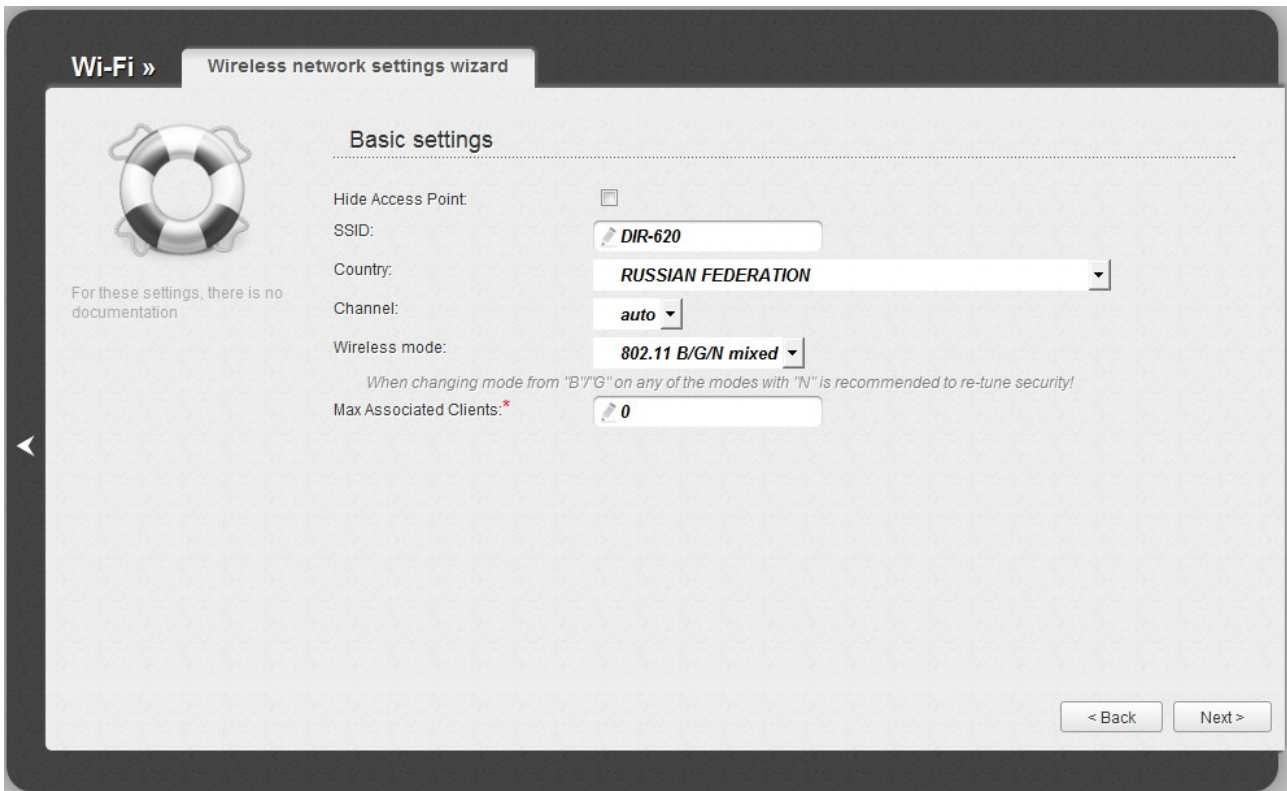 Wi-Fi »
Wireless network settings wizard
Basic settings
For these settings, there is no
documentation
Hide Access Point:
SSID:
DIR-620
Country:
RUSSIAN FEDERATION
Channel:
auto
Wireless mode:
802.11 B/G/N mixed
When changing mode from "B"/"G" on any of the modes with "N" is recommended to re-tune security!
Max Associated Clients:*
0
< Back
Next >